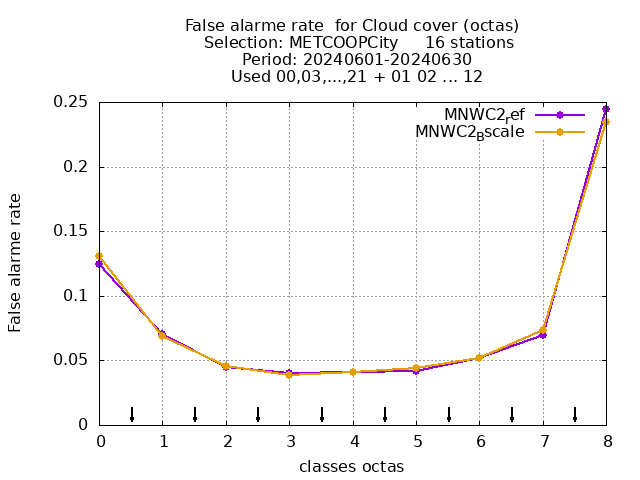 False alarme rate  for Cloud cover (octas)
Selection: METCOOPCity     16 stations
Period: 20240601-20240630
Used 00,03,...,21 + 01 02 ... 12
MNWC2ref
MNWC2Bscale
0.25
0.2
0.15
0.1
0.05
0
False alarme rate
0 1 2 3 4 5 6 7 8
classes octas